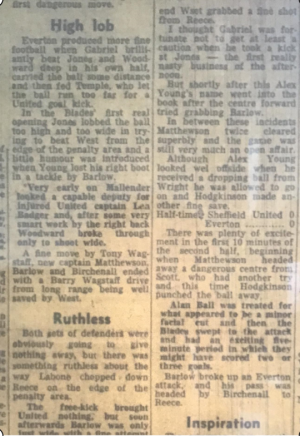 first dangerous move.
High lob
Everton produced more fine
football when Gabriel brilli-
antly beat Jones and Wood-
ward deep in his own half,
carried the ball some distance
and then fed Temple, who let
the ball run too far for a
United goal kick.
In the Blades' first real
opening Jones lobbed the ball
too high and too wide in try-
ing to beat West from the
edge of the penalty area and a
little humour was introduced
when Young lost his right boot
in a tackle by Barlow.
Very early on Mallender
looked a capable deputy for
injured United captain Len
Badger and, after some very
smart work by the right back
Woodward broke through
only to shoot wide.
A fine move by Tony Wag-
staff, now captain Matthewson,
Barlow and Birchenall ended
with a Barry Wagstaff drive
from long range being well
saved by West.
Ruthless
Both sets of defenders were
obviously going to give
nothing away, but there was
something ruthless about the
way Labone chopped down
Reece on the edge of the
penalty area.
The free-kick brought
United nothing, but soon
afterwards Barlow was only
just wide with a fine
end West grabbed a fine shot
from Reece.
I thought Gabriel was for-
tunate not to get at least a
caution when he took a kick
at Jones — the first really
nasty business of the after-
noon.
But shortly after this Alex
Young's name went into the
book after the centre forward
tried grabbing Barlow.
In between these incidents
Matthewson twice cleared
superbly and the game was
still very much an open affair.
Although Alex Young
looked well offside when he
received a dropping ball from
Wright he was allowed to go
on and Hodgkinson made an-
other fine save.
Half-time: Sheffield United 0
Everton
There was plenty of excite-
ment in the first 10 minutes of
the second half, beginning
when Matthewson headed
away a dangerous centre from
Scott, who had another try
and this time Hodgkinson
punched the ball away.
Alan Ball was treated for
what appeared to be a minor
facial cut and then the
Blades swept to the attack
and had an exciting five-
minute period in which they
might have scored two or
three goals.
Barlow broke up an Everton
attack, and his pass was
headed by Birchenall to
Reece.
Inspiration